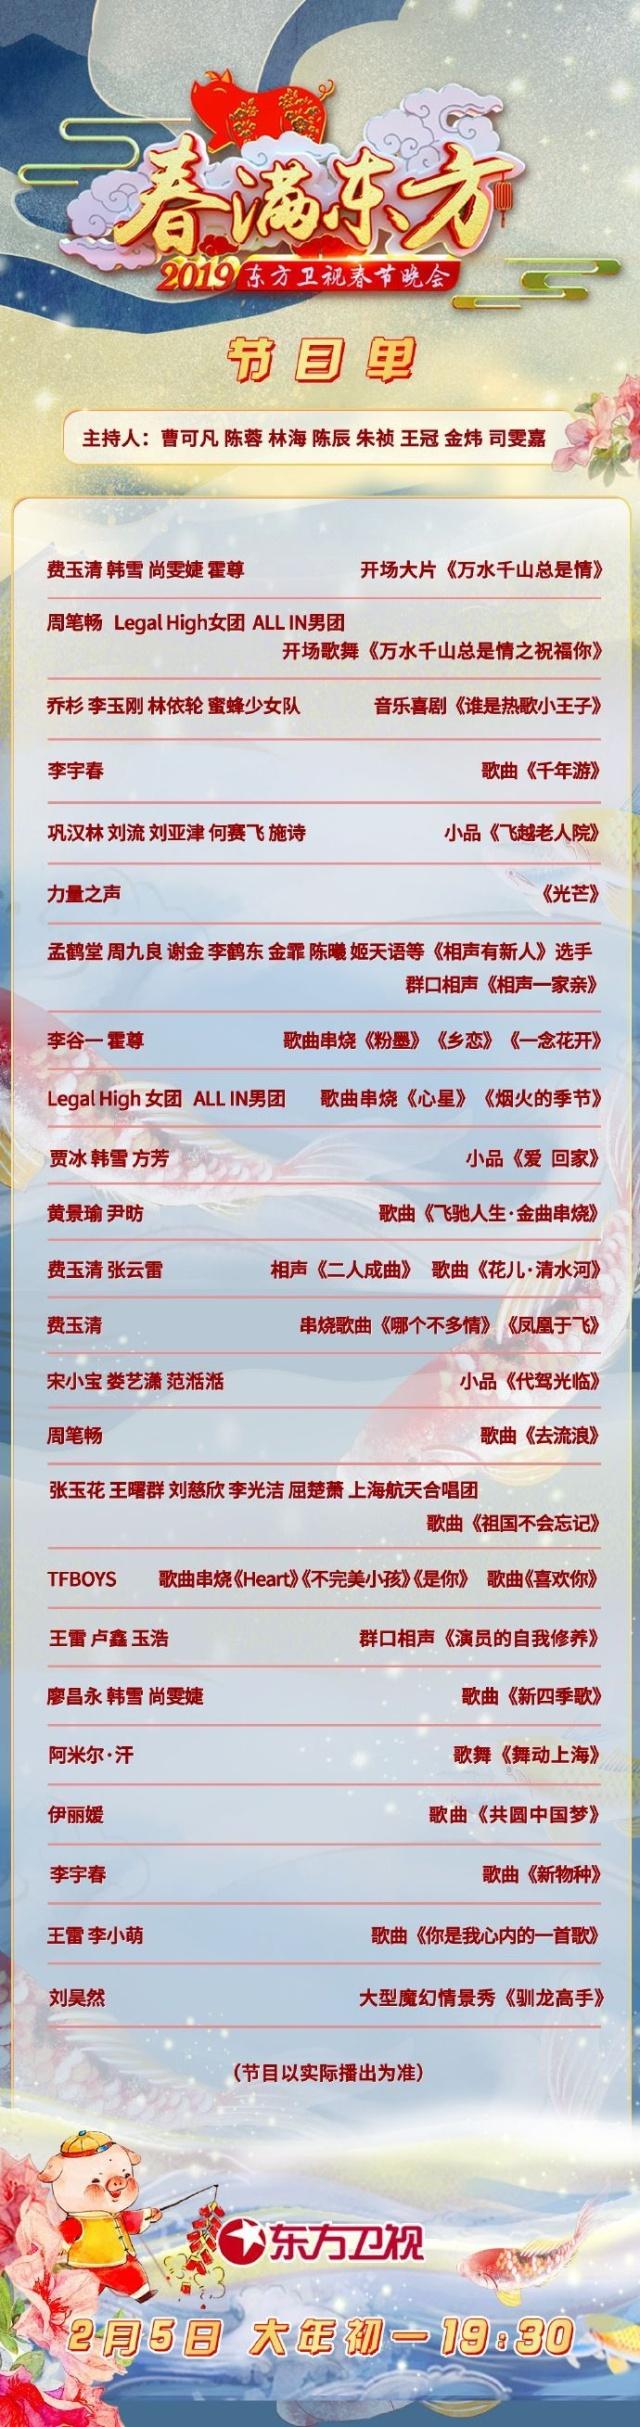 春满东方
2019 东方卫视春节晚会
节目单
主持人：曹可凡 陈蓉 林海 陈辰 朱祯 王冠 金炜 司雯嘉
费玉清 韩雪 尚雯婕 霍尊 开场大片《万水千山总是情》
周笔畅 Legal High女团 ALL IN男团
开场歌舞《万水千山总是情之祝福你》
乔杉 李玉刚 林依轮 蜜蜂少女队 音乐喜剧《谁是热歌小王子》
李宇春 歌曲《千年游》
巩汉林 刘流 刘亚津 何赛飞 施诗 小品《飞越老人院》
力量之声 《光芒》
孟鹤堂 周九良 谢金 李鹤东 金霏 陈曦 姬天语等《相声有新人》选手
群口相声《相声一家亲》
李谷一 霍尊 歌曲串烧《粉墨》《乡恋》《一念花开》
Legal High 女团 ALL IN男团 歌曲串烧《心星》《烟火的季节》
贾冰 韩雪 方芳 小品《爱 回家》
黄景瑜 尹昉 歌曲《飞驰人生·金曲串烧》
费玉清 张云雷 相声《二人成曲》 歌曲《花儿·清水河》
费玉清 串烧歌曲《哪个不多情》《凤凰于飞》
宋小宝 娄艺潇 范湉湉 小品《代驾光临》
周笔畅 歌曲《去流浪》
张玉花 王曙群 刘慈欣 李光洁 屈楚萧 上海航天合唱团
歌曲《祖国不会忘记》
TFBOYS 歌曲串烧《Heart》《不完美小孩》《是你》 歌曲《喜欢你》
王雷 卢鑫 玉浩 群口相声《演员的自我修养》
廖昌永 韩雪 尚雯婕 歌曲《新四季歌》
阿米尔·汗 歌舞《舞动上海》
伊丽媛 歌曲《共圆中国梦》
李宇春 歌曲《新物种》
王雷 李小萌 歌曲《你是我心内的一首歌》
刘昊然 大型魔幻情景秀《驯龙高手》
（节目以实际播出为准）
东方卫视
2月5日 大年初一 19:30